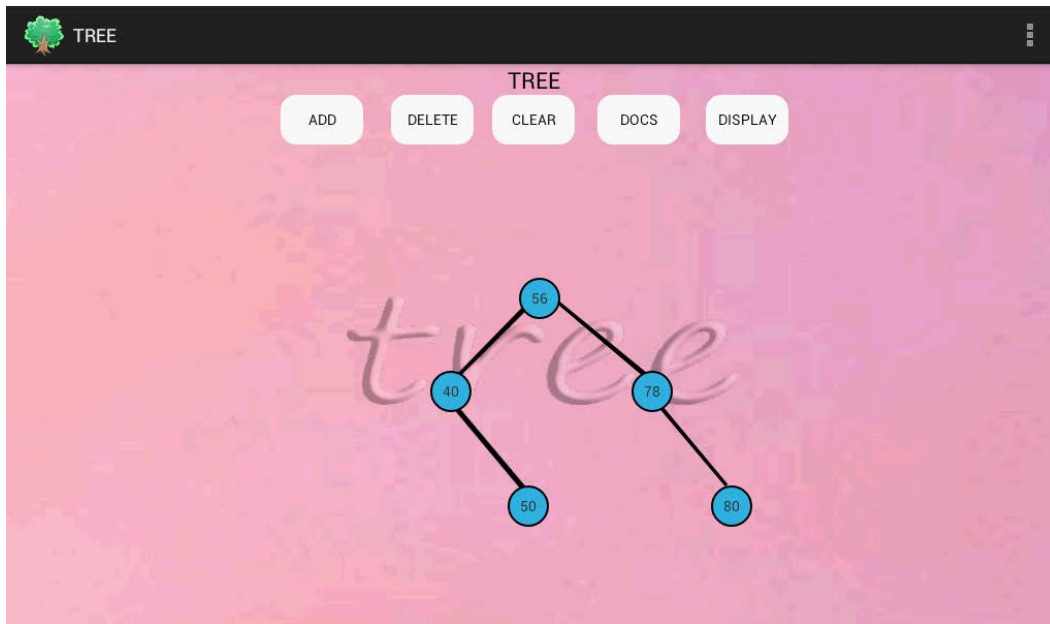 TREE
TREE
ADD DELETE CLEAR DOCS DISPLAY
tree
56
40 78
50 80